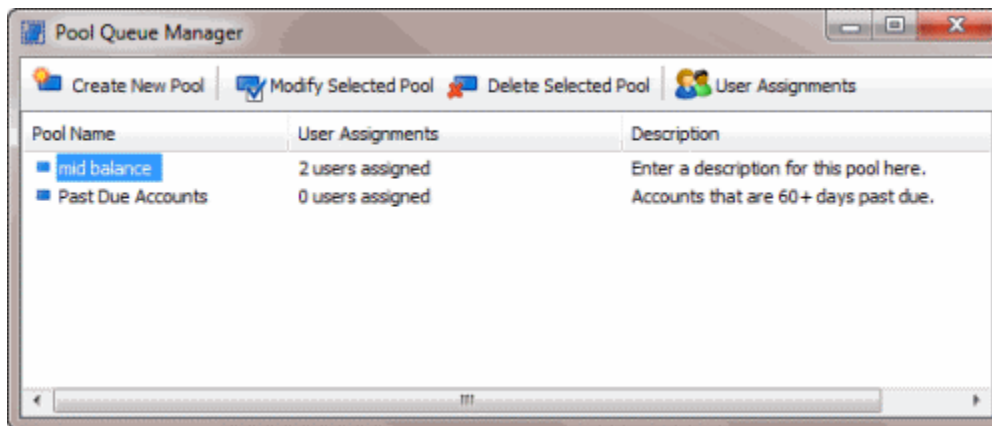 Pool Queue Manager
Create New Pool Modify Selected Pool Delete Selected Pool User Assignments
Pool Name User Assignments Description
mid balance 2 users assigned Enter a description for this pool here.
Past Due Accounts 0 users assigned Accounts that are 60+ days past due.